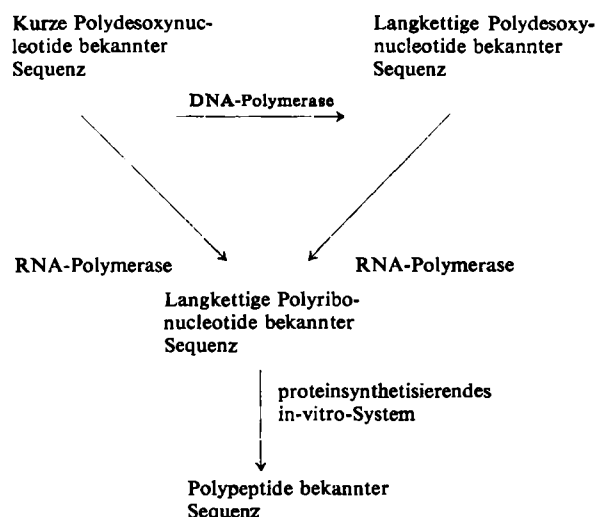 Kurze Polydesoxynuc-
leotide bekannter
Sequenz
Langkettige Polydesoxy-
nucleotide bekannter
Sequenz
DNA-Polymerase
RNA-Polymerase
RNA-Polymerase
Langkettige Polyribo-
nucleotide bekannter
Sequenz
proteinsynthetisierendes
in-vitro-System
Polypeptide bekannter
Sequenz